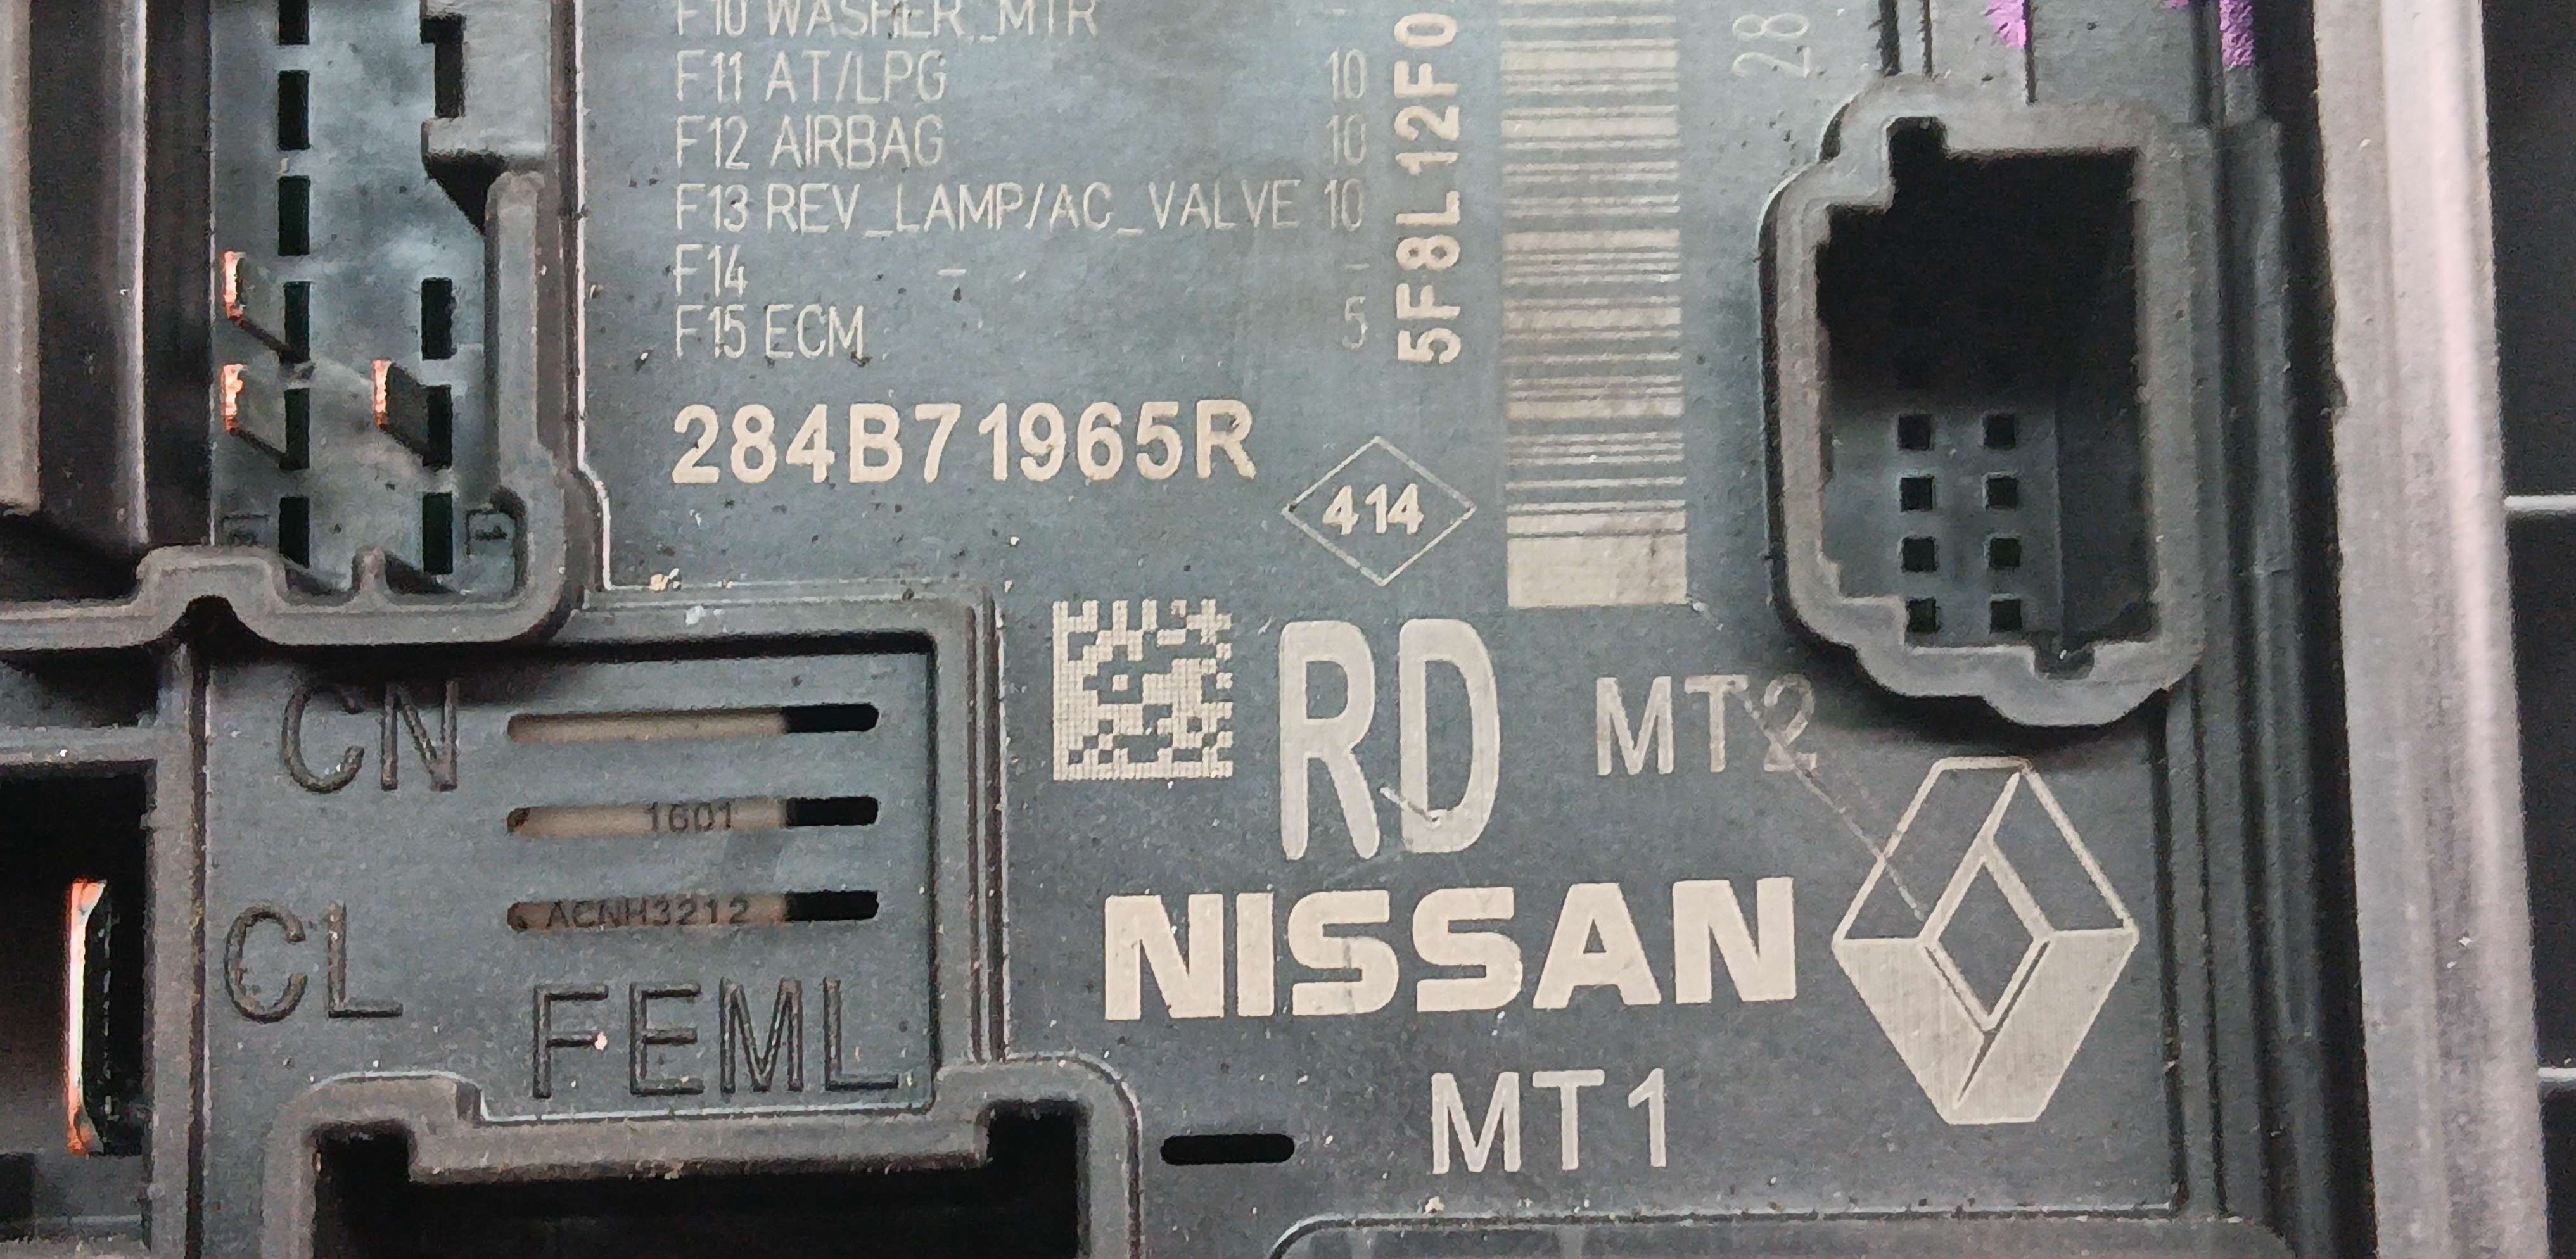 F10 WASHER_MTR
F11 AT/LPG 10
F12 AIRBAG 10
F13 REV_LAMP/AC_VALVE 10
F14 - -
F15 ECM 5
5F8L12F0
28
284B71965R
414
RD
MT2
CN
1601
CL
ACNH3212
FEML
NISSAN
MT1